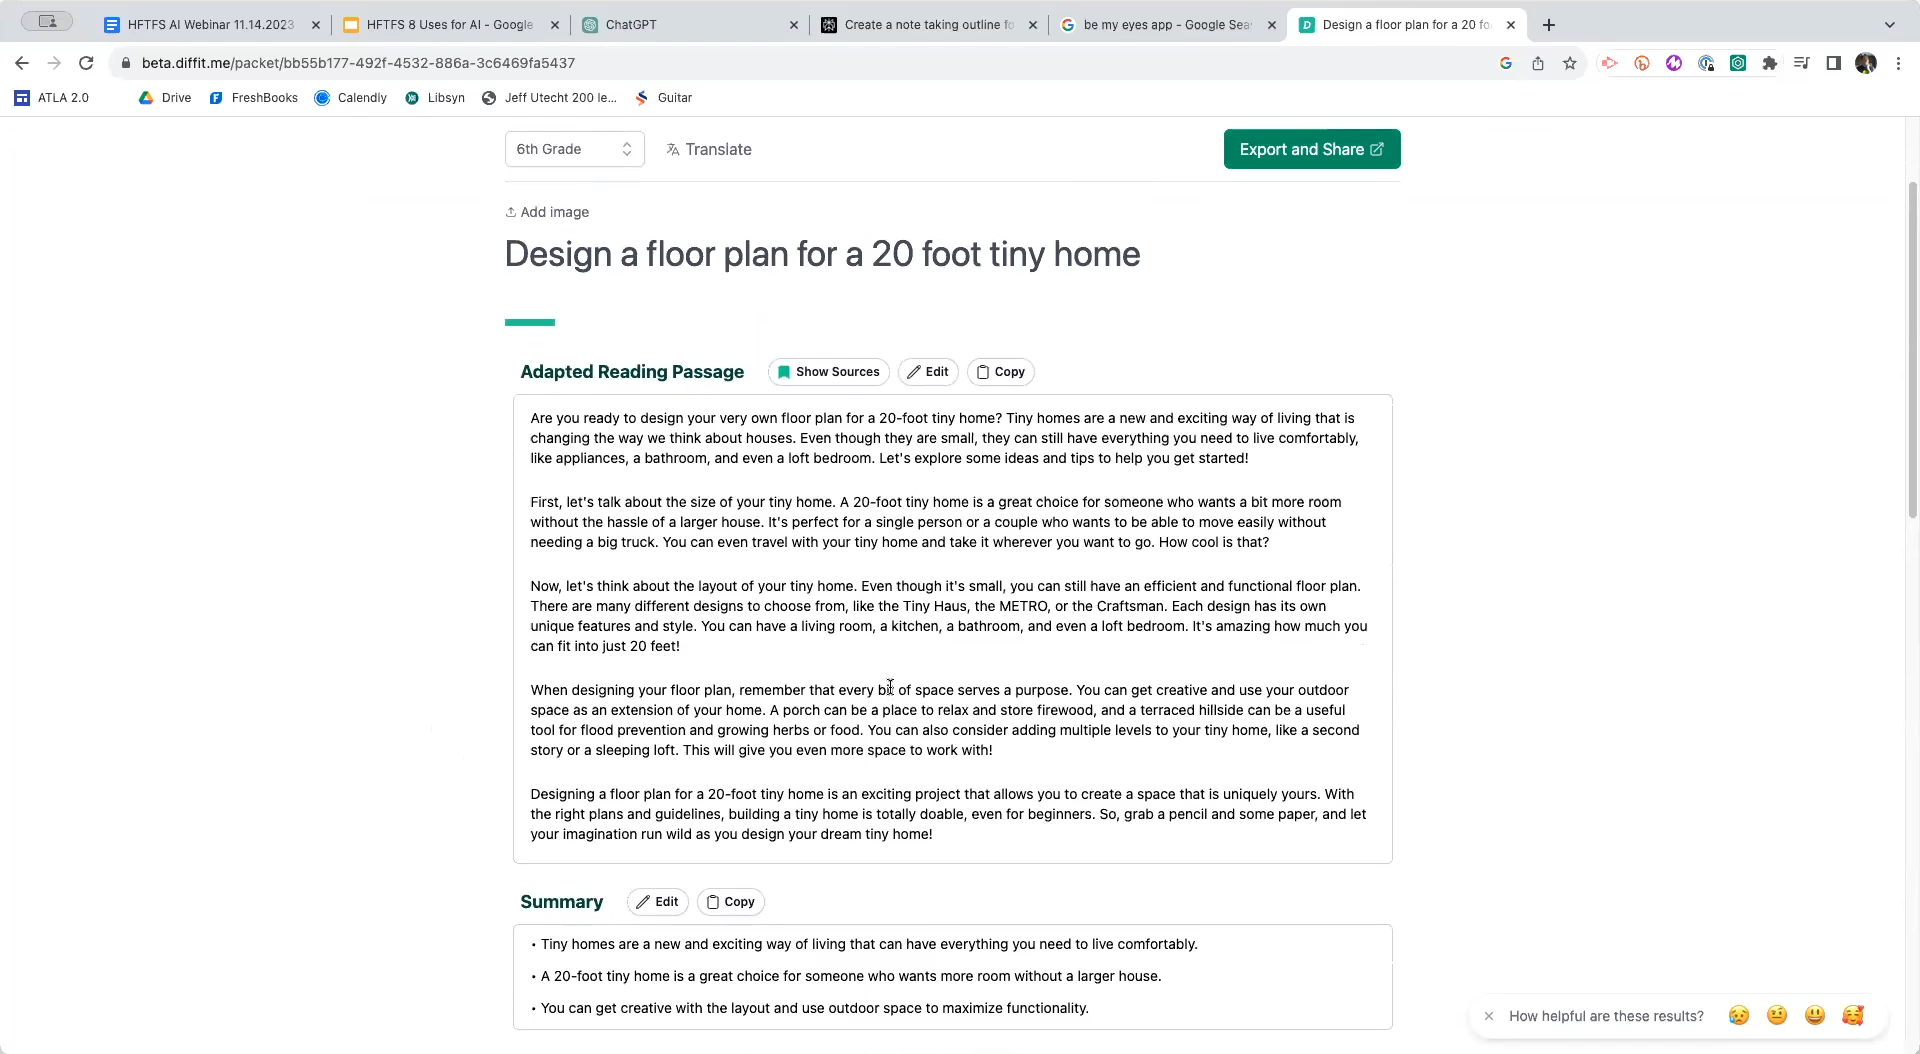 HFTFS AI Webinar 11.14.2023
HFTFS 8 Uses for AI - Google
ChatGPT
Create a note taking outline fo
be my eyes app - Google Sea
Design a floor plan for a 20 fo
beta.diffit.me/packet/bb55b177-492f-4532-886a-3c6469fa5437
ATLA 2.0
Drive
FreshBooks
Calendly
Libsyn
Jeff Utecht 200 le...
Guitar
6th Grade
Translate
Export and Share
Add image
Design a floor plan for a 20 foot tiny home
Adapted Reading Passage
Show Sources
Edit
Copy
Are you ready to design your very own floor plan for a 20-foot tiny home? Tiny homes are a new and exciting way of living that is
changing the way we think about houses. Even though they are small, they can still have everything you need to live comfortably,
like appliances, a bathroom, and even a loft bedroom. Let's explore some ideas and tips to help you get started!
First, let's talk about the size of your tiny home. A 20-foot tiny home is a great choice for someone who wants a bit more room
without the hassle of a larger house. It's perfect for a single person or a couple who wants to be able to move easily without
needing a big truck. You can even travel with your tiny home and take it wherever you want to go. How cool is that?
Now, let's think about the layout of your tiny home. Even though it's small, you can still have an efficient and functional floor plan.
There are many different designs to choose from, like the Tiny Haus, the METRO, or the Craftsman. Each design has its own
unique features and style. You can have a living room, a kitchen, a bathroom, and even a loft bedroom. It's amazing how much you
can fit into just 20 feet!
When designing your floor plan, remember that every bit of space serves a purpose. You can get creative and use your outdoor
space as an extension of your home. A porch can be a place to relax and store firewood, and a terraced hillside can be a useful
tool for flood prevention and growing herbs or food. You can also consider adding multiple levels to your tiny home, like a second
story or a sleeping loft. This will give you even more space to work with!
Designing a floor plan for a 20-foot tiny home is an exciting project that allows you to create a space that is uniquely yours. With
the right plans and guidelines, building a tiny home is totally doable, even for beginners. So, grab a pencil and some paper, and let
your imagination run wild as you design your dream tiny home!
Summary
Edit
Copy
• Tiny homes are a new and exciting way of living that can have everything you need to live comfortably.
• A 20-foot tiny home is a great choice for someone who wants more room without a larger house.
• You can get creative with the layout and use outdoor space to maximize functionality.
How helpful are these results?